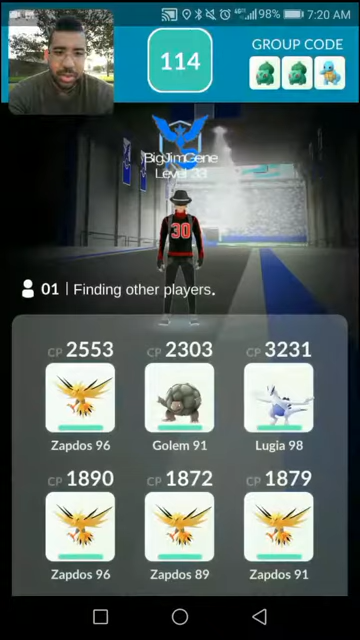 98% 7:20 AM
114
GROUP CODE
BigJimGene
Level 33
30
01 | Finding other players.
CP 2553 CP 2303 CP 3231
Zapdos 96 Golem 91 Lugia 98
CP 1890 CP 1872 CP 1879
Zapdos 96 Zapdos 89 Zapdos 91